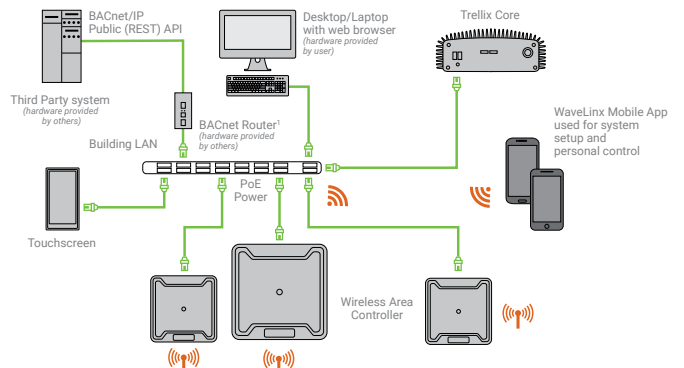 BACnet/IP
Public (REST) API
Desktop/Laptop
with web browser
(hardware provided
by user)
Trellix Core
Third Party system
(hardware provided
by others)
BACnet Router¹
(hardware provided
by others)
Building LAN
WaveLinx Mobile App
used for system
setup and
personal control
PoE
Power
Touchscreen
Wireless Area
Controller